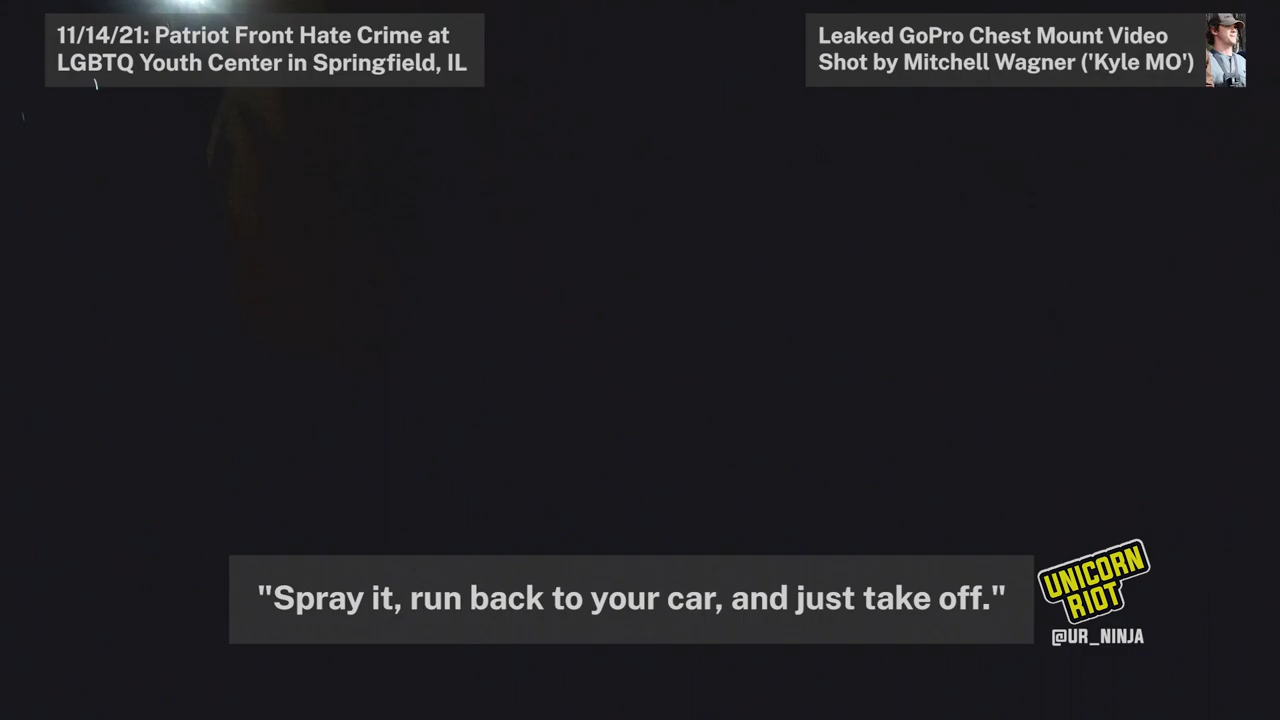 11/14/21: Patriot Front Hate Crime at
LGBTQ Youth Center in Springfield, IL
Leaked GoPro Chest Mount Video
Shot by Mitchell Wagner ('Kyle MO')
"Spray it, run back to your car, and just take off."
UNICORN
RIOT
@UR_NINJA